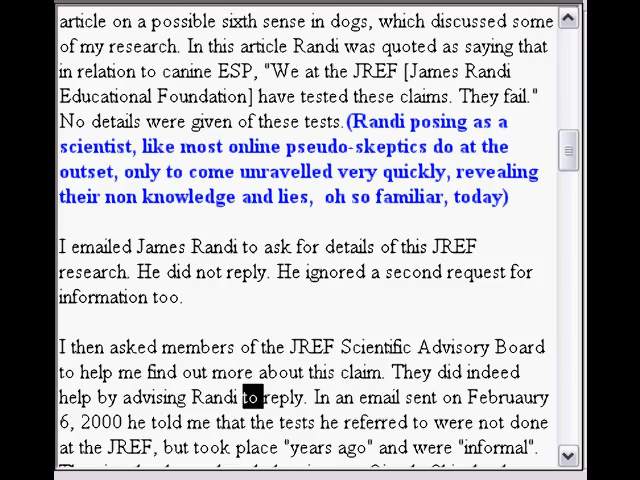 article on a possible sixth sense in dogs, which discussed some
of my research. In this article Randi was quoted as saying that
in relation to canine ESP, "We at the JREF [James Randi
Educational Foundation] have tested these claims. They fail."
No details were given of these tests.(Randi posing as a
scientist, like most online pseudo-skeptics do at the
outset, only to come unravelled very quickly, revealing
their non knowledge and lies, oh so familiar, today)
I emailed James Randi to ask for details of this JREF
research. He did not reply. He ignored a second request for
information too.
I then asked members of the JREF Scientific Advisory Board
to help me find out more about this claim. They did indeed
help by advising Randi to reply. In an email sent on Februaury
6, 2000 he told me that the tests he referred to were not done
at the JREF, but took place "years ago" and were "informal".